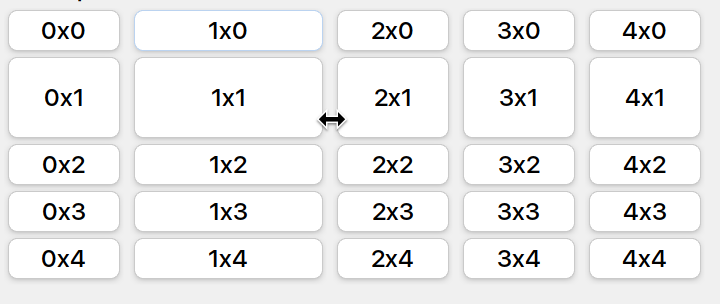 0x0 1x0 2x0 3x0 4x0
0x1 1x1 2x1 3x1 4x1
0x2 1x2 2x2 3x2 4x2
0x3 1x3 2x3 3x3 4x3
0x4 1x4 2x4 3x4 4x4